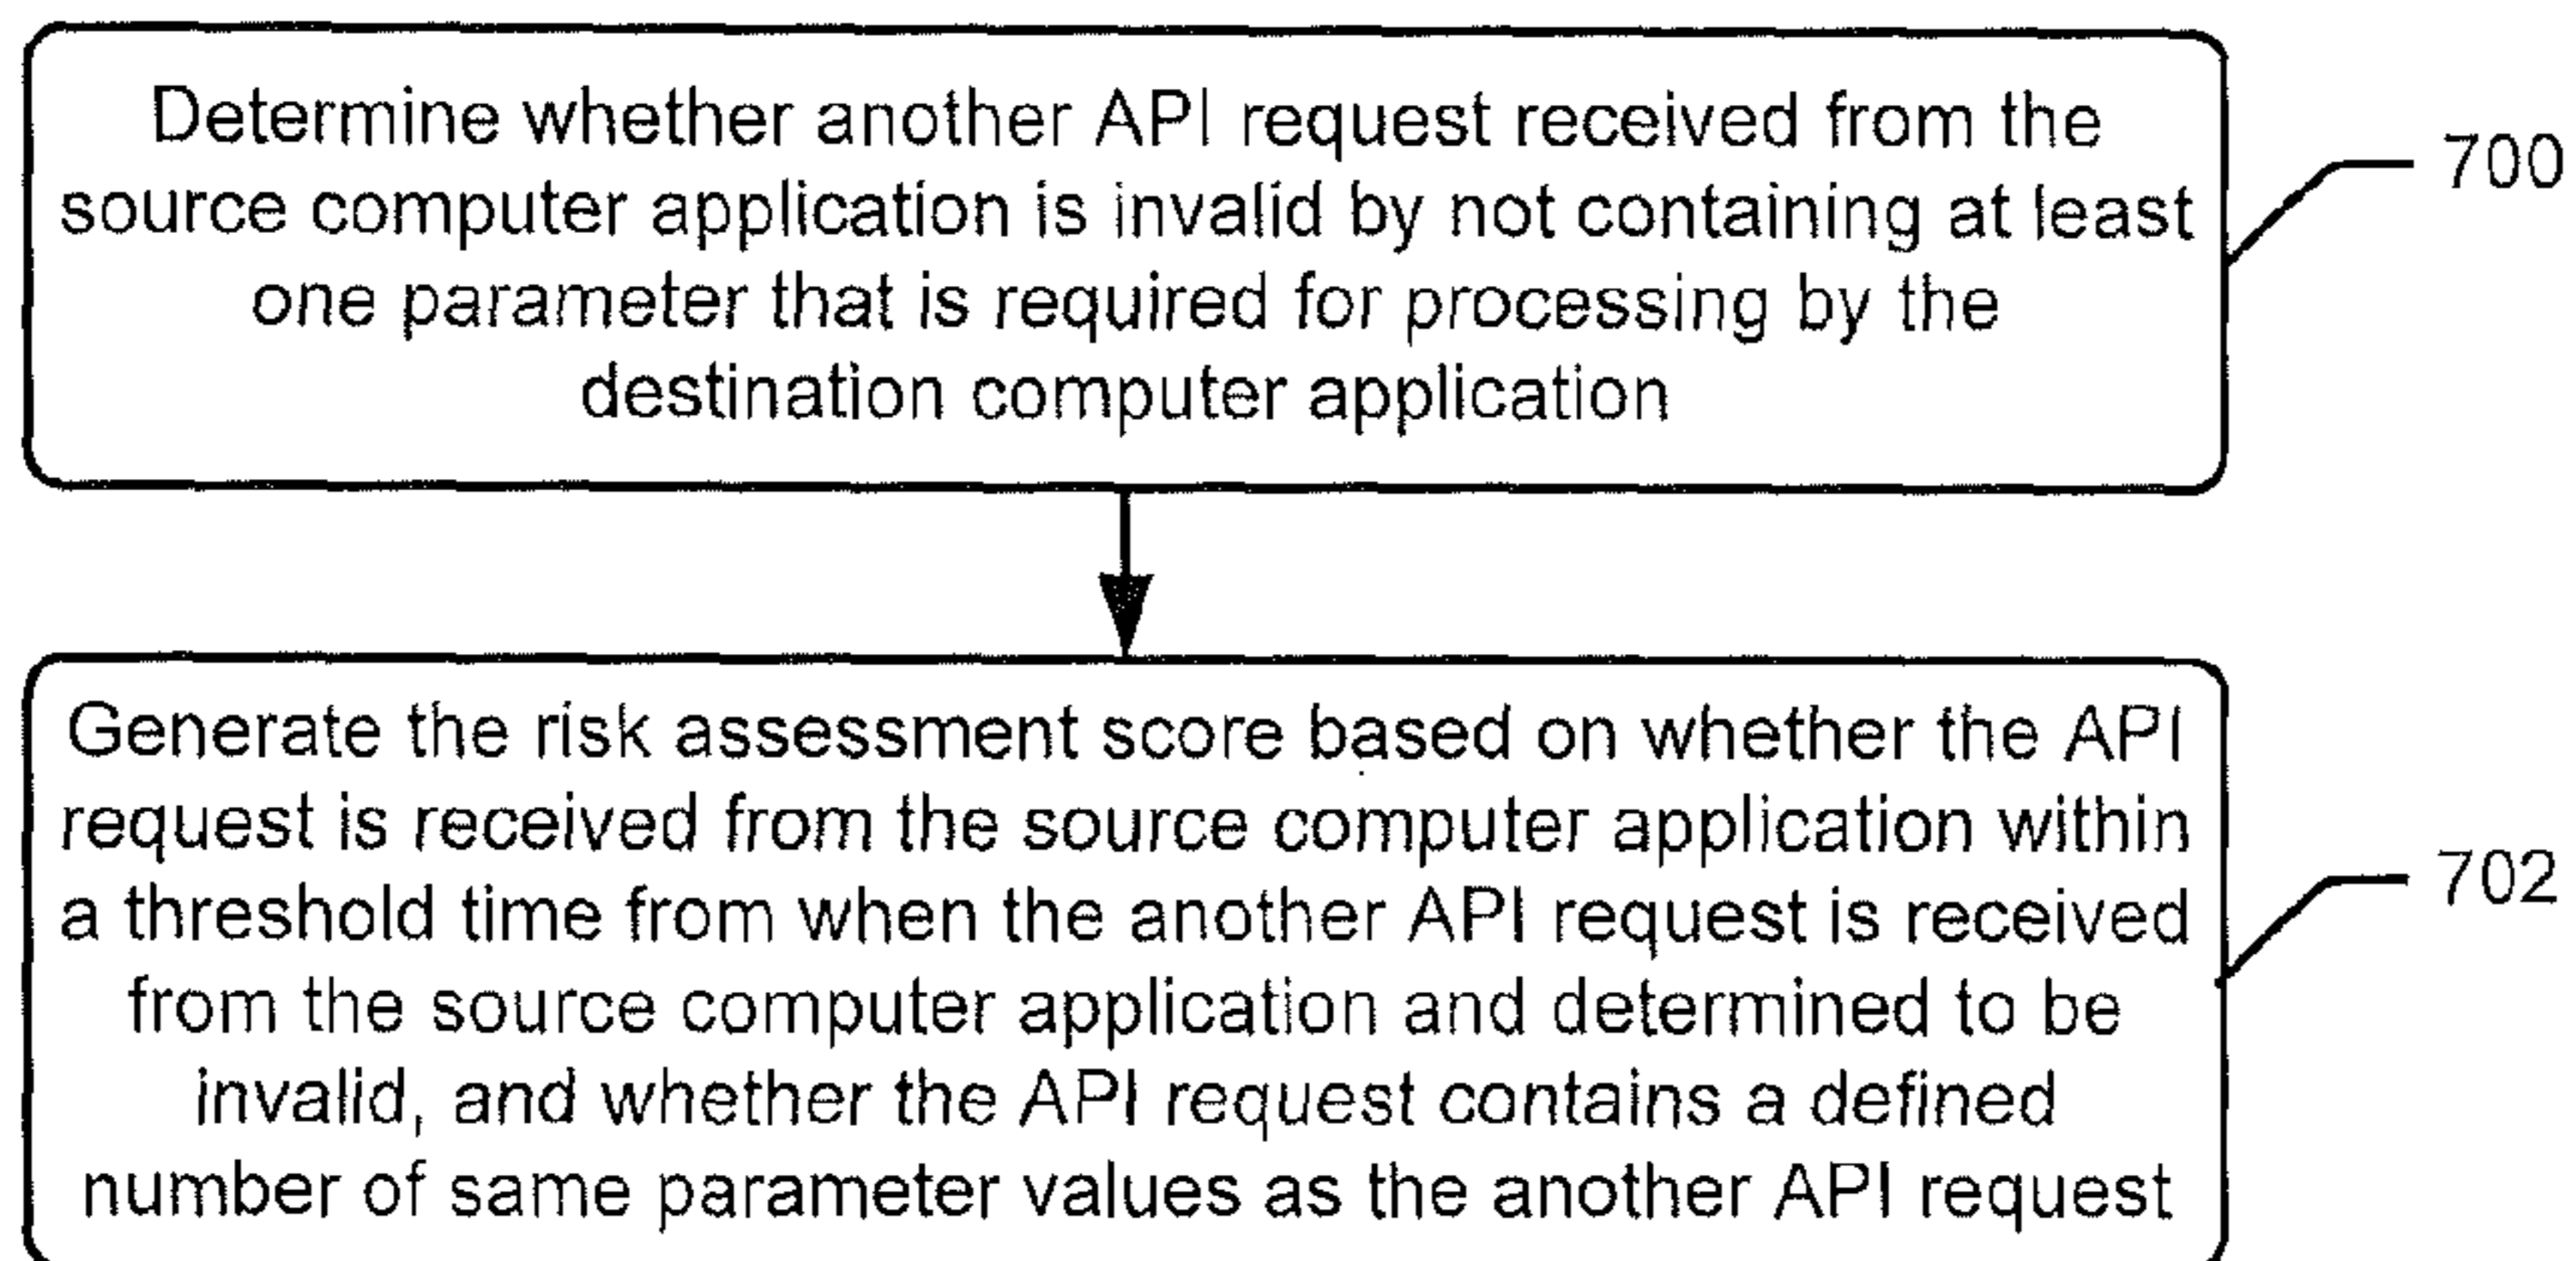 Determine whether another API request received from the
source computer application is invalid by not containing at least
one parameter that is required for processing by the
destination computer application
700
Generate the risk assessment score based on whether the API
request is received from the source computer application within
a threshold time from when the another API request is received
from the source computer application and determined to be
invalid, and whether the API request contains a defined
number of same parameter values as the another API request
702